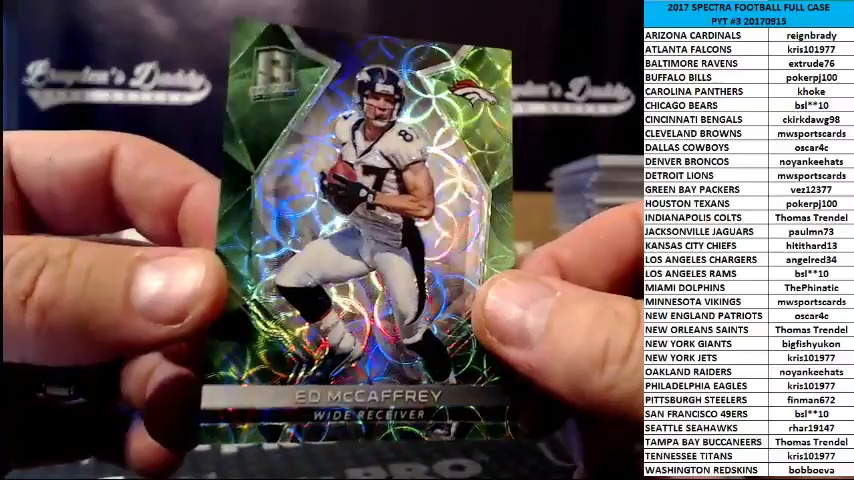 Brayden's Daddy
ED McCAFFREY
WIDE RECEIVER
2017 SPECTRA FOOTBALL FULL CASE
PYT #3 20170915
ARIZONA CARDINALS reignbrady
ATLANTA FALCONS kris101977
BALTIMORE RAVENS extrude76
BUFFALO BILLS pokerpj100
CAROLINA PANTHERS khoke
CHICAGO BEARS bsl**10
CINCINNATI BENGALS ckirkdawg98
CLEVELAND BROWNS mwsportscards
DALLAS COWBOYS oscar4c
DENVER BRONCOS noyankeehats
DETROIT LIONS mwsportscards
GREEN BAY PACKERS vez12377
HOUSTON TEXANS pokerpj100
INDIANAPOLIS COLTS Thomas Trendel
JACKSONVILLE JAGUARS paulmn73
KANSAS CITY CHIEFS hitithard13
LOS ANGELES CHARGERS angelred34
LOS ANGELES RAMS bsl**10
MIAMI DOLPHINS ThePhinatic
MINNESOTA VIKINGS mwsportscards
NEW ENGLAND PATRIOTS oscar4c
NEW ORLEANS SAINTS Thomas Trendel
NEW YORK GIANTS bigfishyukon
NEW YORK JETS kris101977
OAKLAND RAIDERS noyankeehats
PHILADELPHIA EAGLES kris101977
PITTSBURGH STEELERS finman672
SAN FRANCISCO 49ERS bsl**10
SEATTLE SEAHAWKS rhar19147
TAMPA BAY BUCCANEERS Thomas Trendel
TENNESSEE TITANS kris101977
WASHINGTON REDSKINS bobboeva